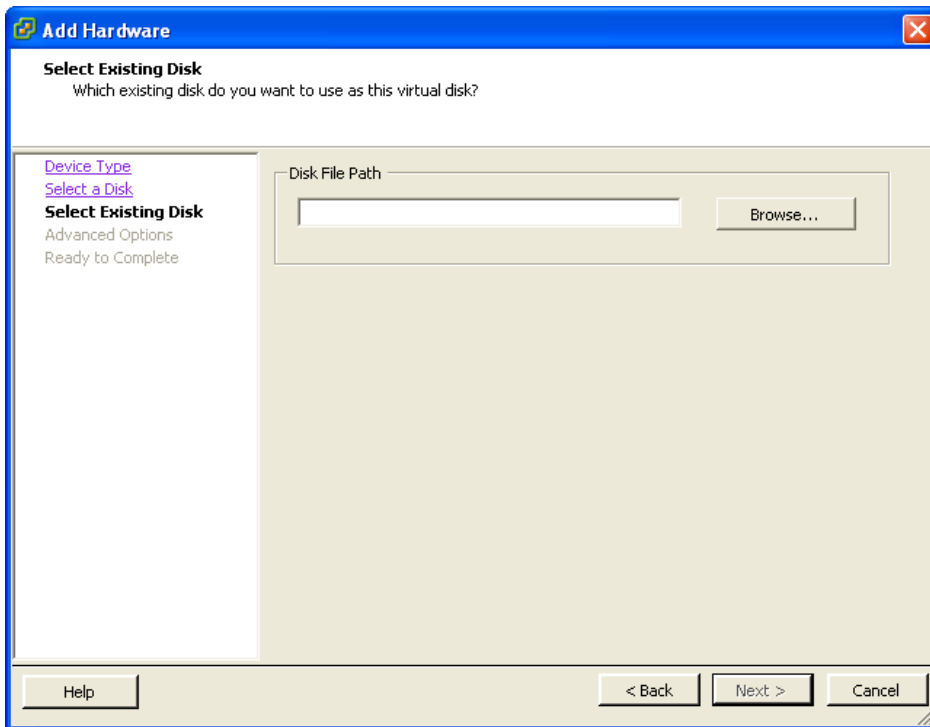 Add Hardware
Select Existing Disk
Which existing disk do you want to use as this virtual disk?
Device Type
Select a Disk
Select Existing Disk
Advanced Options
Ready to Complete
Disk File Path
Browse...
Help
< Back
Next >
Cancel